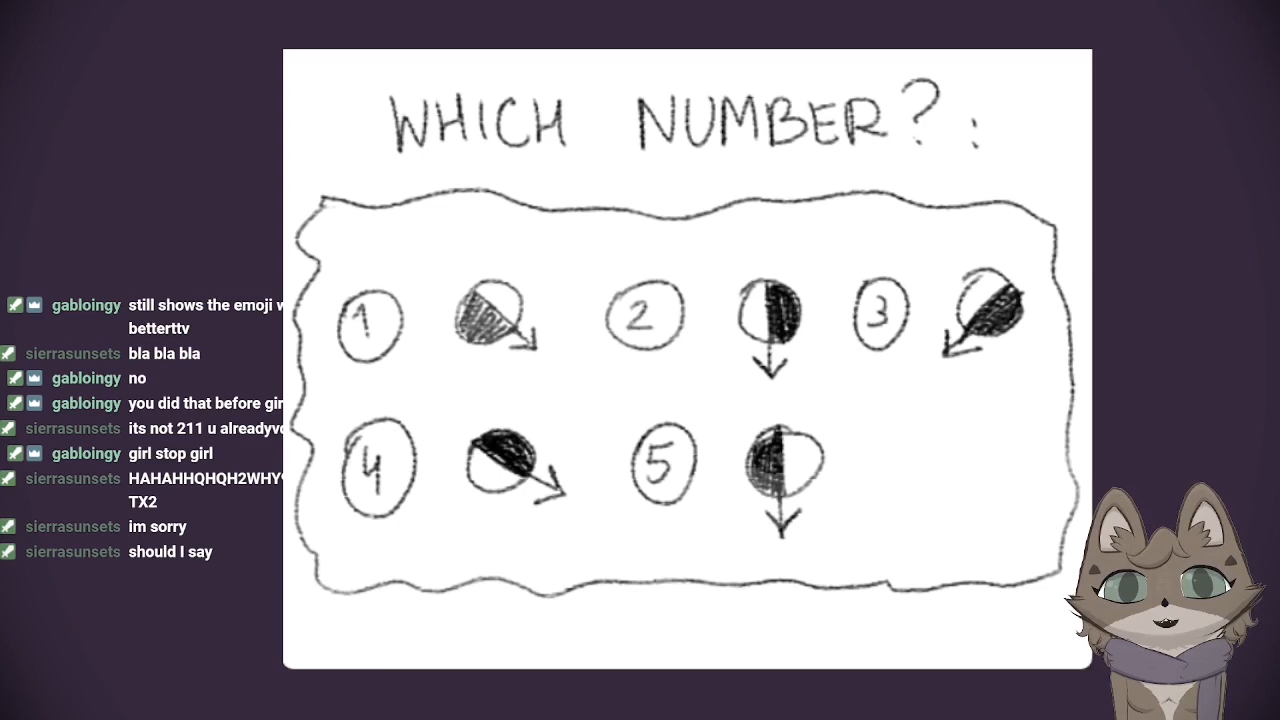 WHICH NUMBER? :
1 2 3
4 5
gabloingy still shows the emoji w
betterttv
sierrasunsets bla bla bla
gabloingy no
gabloingy you did that before gir
sierrasunsets its not 211 u
gabloingy girl stop girl
sierrasunsets HAHAHHQHQH2WHY
TX2
sierrasunsets im sorry
sierrasunsets should I say